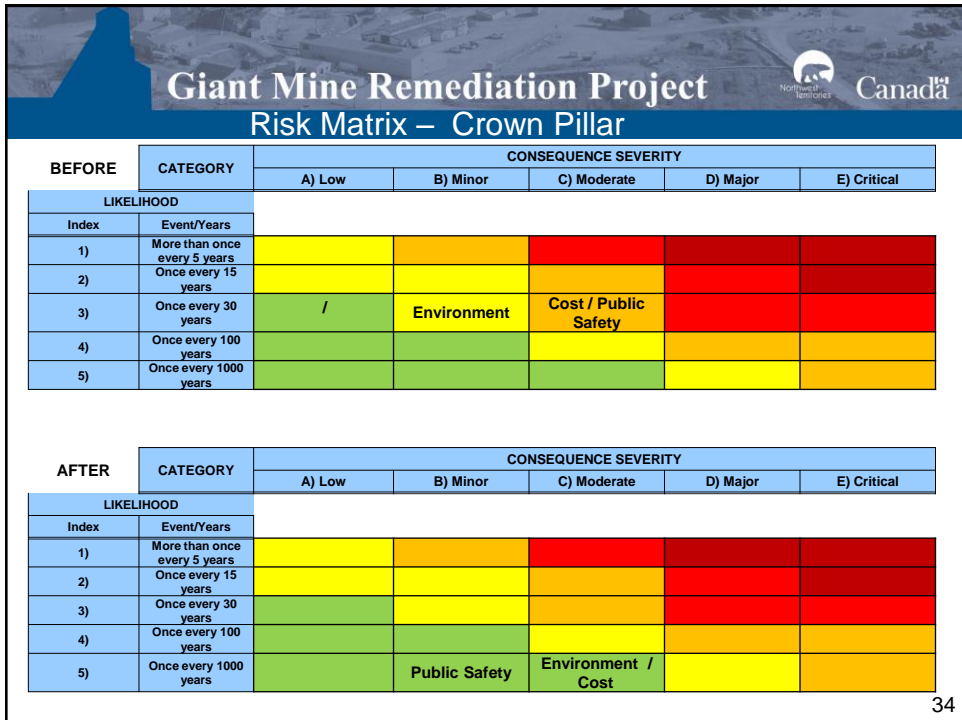 Giant Mine Remediation Project
Northwest
Territories
Canada
Risk Matrix – Crown Pillar
BEFORE
CATEGORY
CONSEQUENCE SEVERITY
A) Low B) Minor C) Moderate D) Major E) Critical
LIKELIHOOD
Index Event/Years
1) More than once
every 5 years
2) Once every 15
years
3) Once every 30
years
/
Environment
Cost / Public
Safety
4) Once every 100
years
5) Once every 1000
years
AFTER
CATEGORY
CONSEQUENCE SEVERITY
A) Low B) Minor C) Moderate D) Major E) Critical
LIKELIHOOD
Index Event/Years
1) More than once
every 5 years
2) Once every 15
years
3) Once every 30
years
4) Once every 100
years
5) Once every 1000
years
Public Safety
Environment /
Cost
34